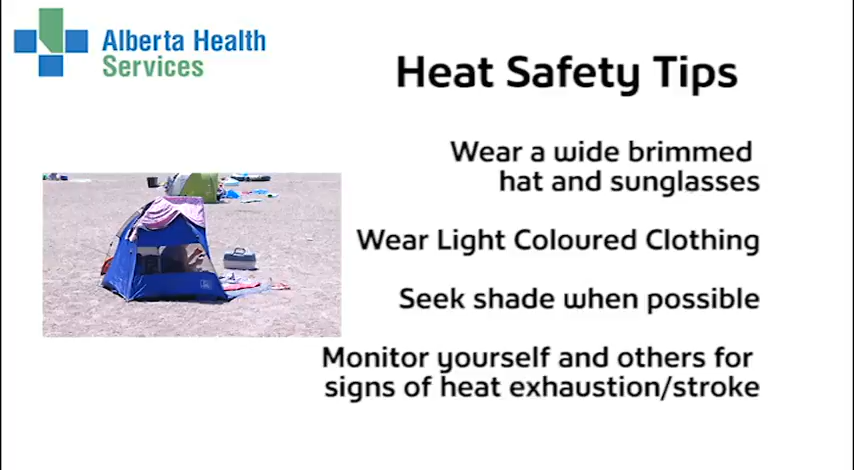 Alberta Health
Services
Heat Safety Tips
Wear a wide brimmed
hat and sunglasses
Wear Light Coloured Clothing
Seek shade when possible
Monitor yourself and others for
signs of heat exhaustion/stroke